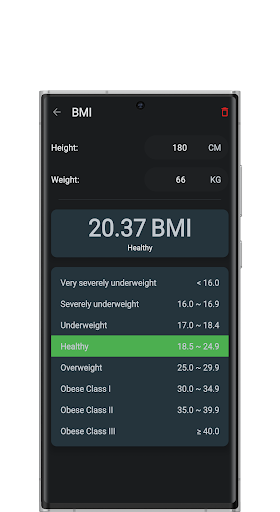 BMI
Height: 180 CM
Weight: 66 KG
20.37 BMI
Healthy
Very severely underweight < 16.0
Severely underweight 16.0 ~ 16.9
Underweight 17.0 ~ 18.4
Healthy 18.5 ~ 24.9
Overweight 25.0 ~ 29.9
Obese Class I 30.0 ~ 34.9
Obese Class II 35.0 ~ 39.9
Obese Class III ≥ 40.0